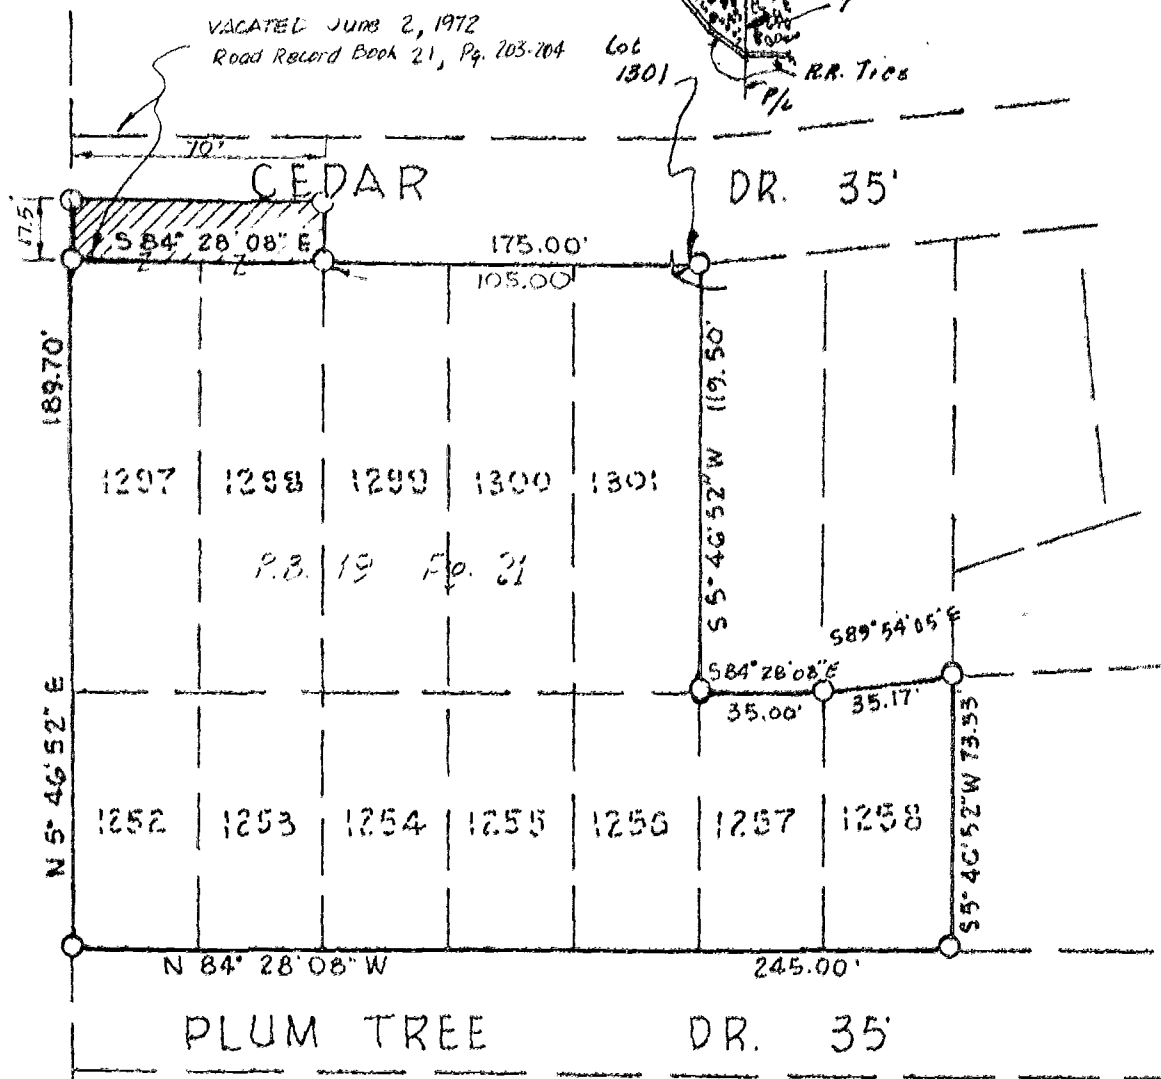 VACATED June 2, 1972
Road Record Book 21, Pg. 203-204
Lot
1301
R.R. Ties
P/L
70'
CEDAR DR. 35'
17.5'
S 84° 28' 08" E 175.00'
105.00'
189.70'
S 5° 46' 52" W 119.50'
1297 1298 1299 1300 1301
P.B. 19 Pg. 21
S 89° 54' 05" E
S 84° 28' 08" E
35.00' 35.17'
N 5° 46' 52" E
S 5° 46' 52" W 73.53
1252 1253 1254 1255 1256 1257 1258
N 84° 28' 08" W 245.00'
PLUM TREE DR. 35'